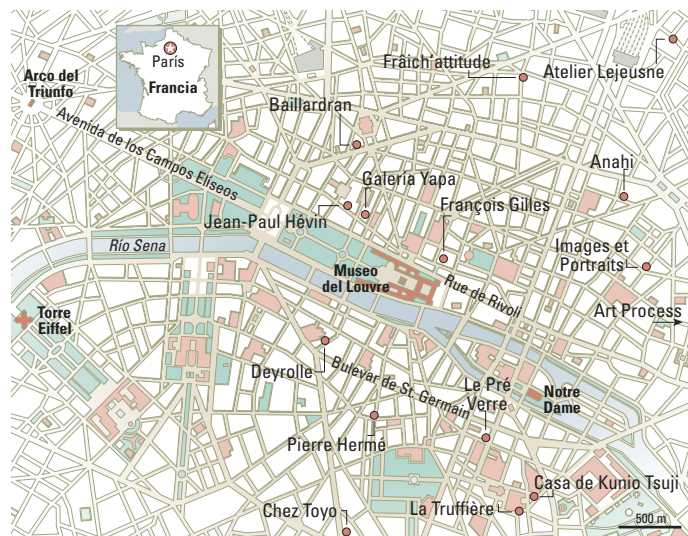 París
Francia
Arco del
Triunfo
Avenida de los Campos Elíseos
Frâich'attitude
Atelier Lejeusne
Baillardran
Anahi
Galería Yapa
Jean-Paul Hévin
François Gilles
Río Sena
Images et
Portraits
Museo
del Louvre
Rue de Rivoli
Art Process
Torre
Eiffel
Deyrolle
Bulevar de St. Germain
Le Pré
Verre
Notre
Dame
Pierre Hermé
Casa de Kunio Tsuji
Chez Toyo
La Truffière
500 m